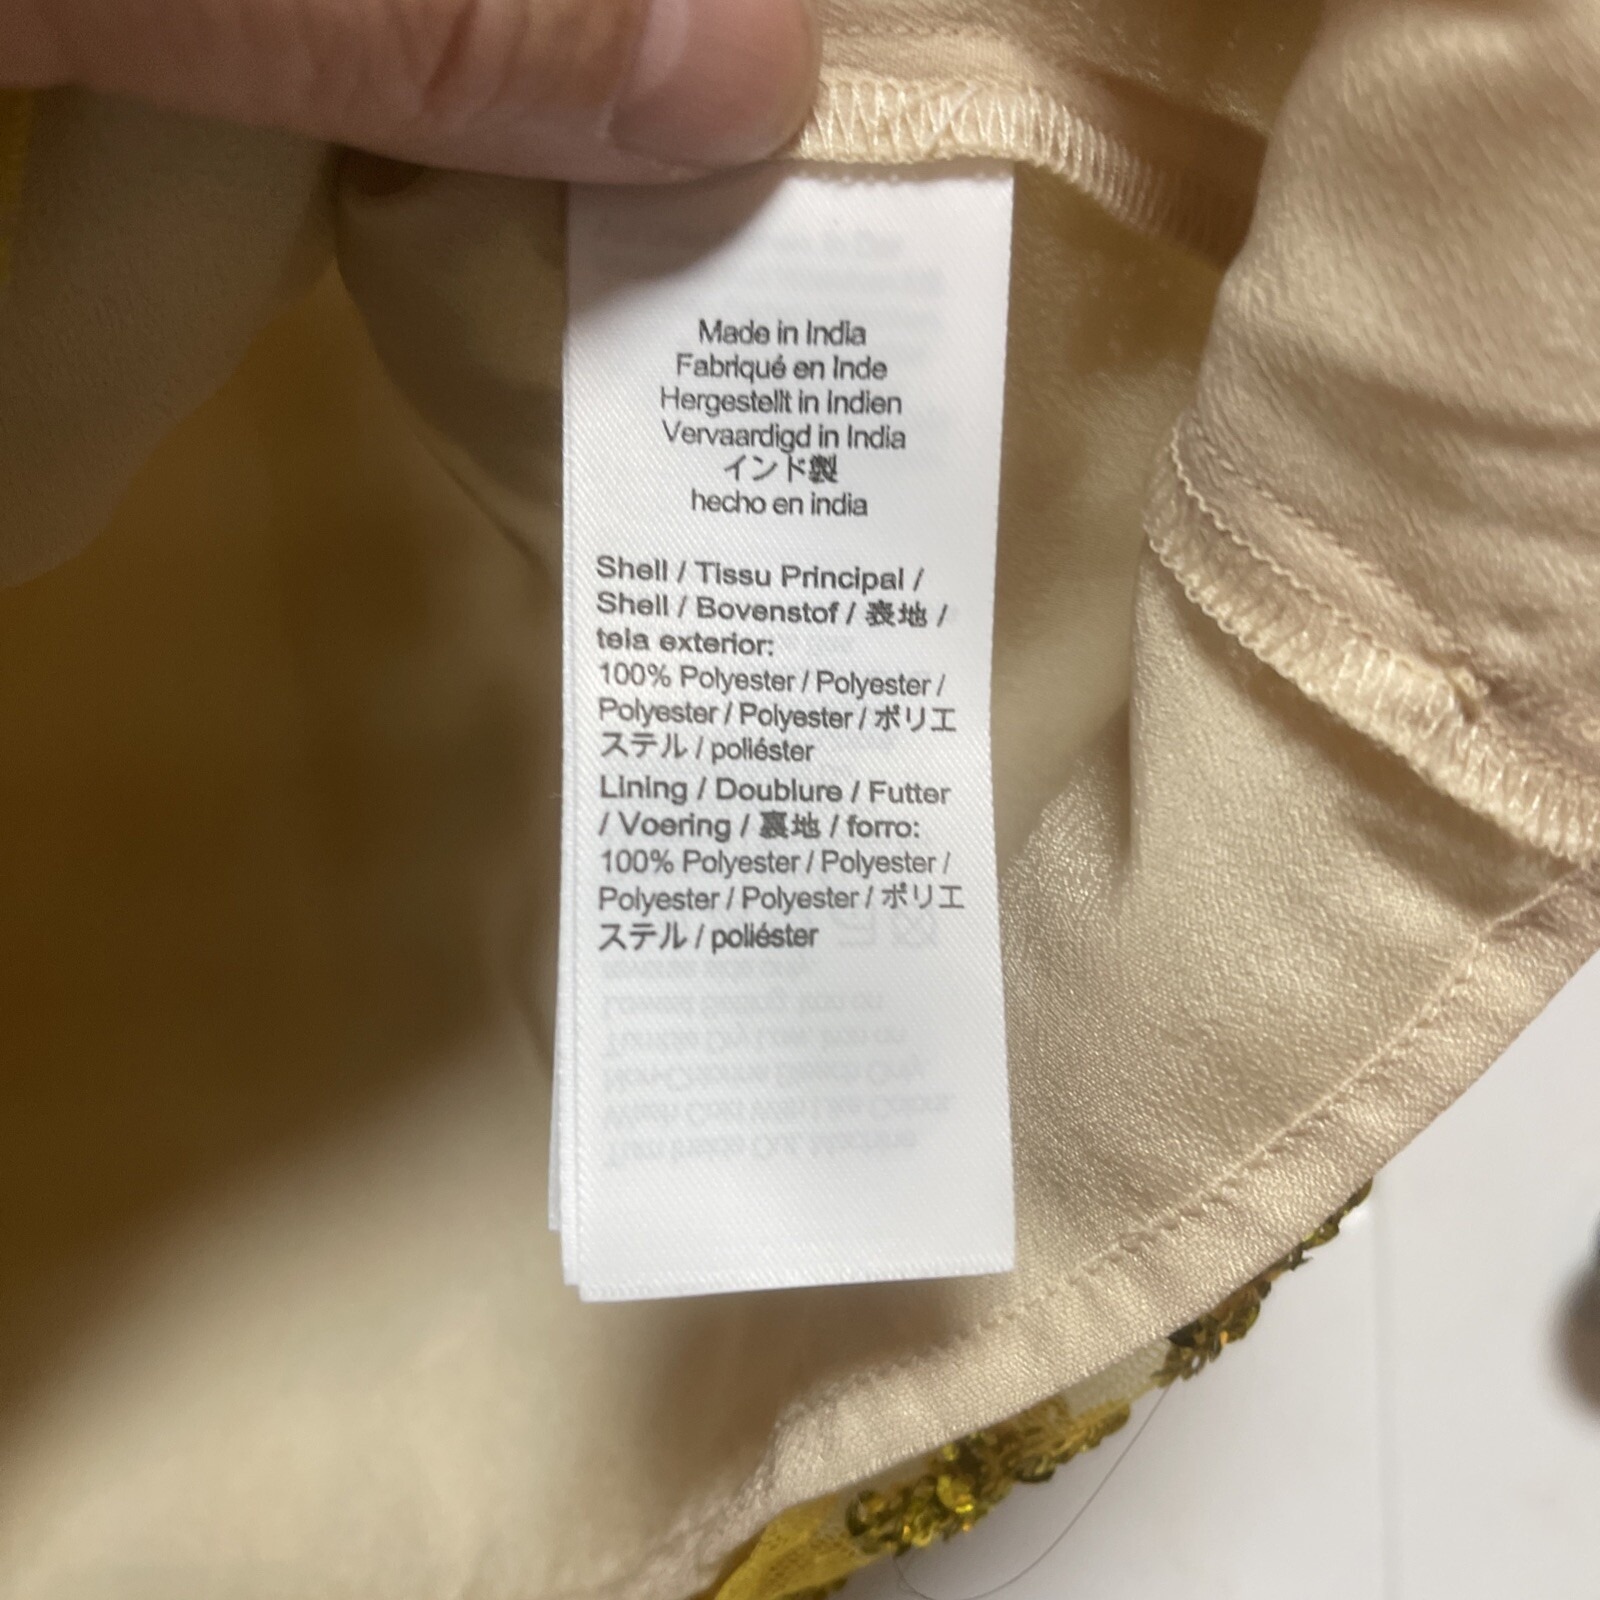 Made in India
Fabriqué en Inde
Hergestellt in Indien
Vervaardigd in India
インド製
hecho en india
Shell / Tissu Principal /
Shell / Bovenstof / 表地 /
tela exterior:
100% Polyester / Polyester /
Polyester / Polyester / ポリエ
ステル / poliéster
Lining / Doublure / Futter
/ Voering / 裏地 / forro:
100% Polyester / Polyester /
Polyester / Polyester / ポリエ
ステル / poliéster